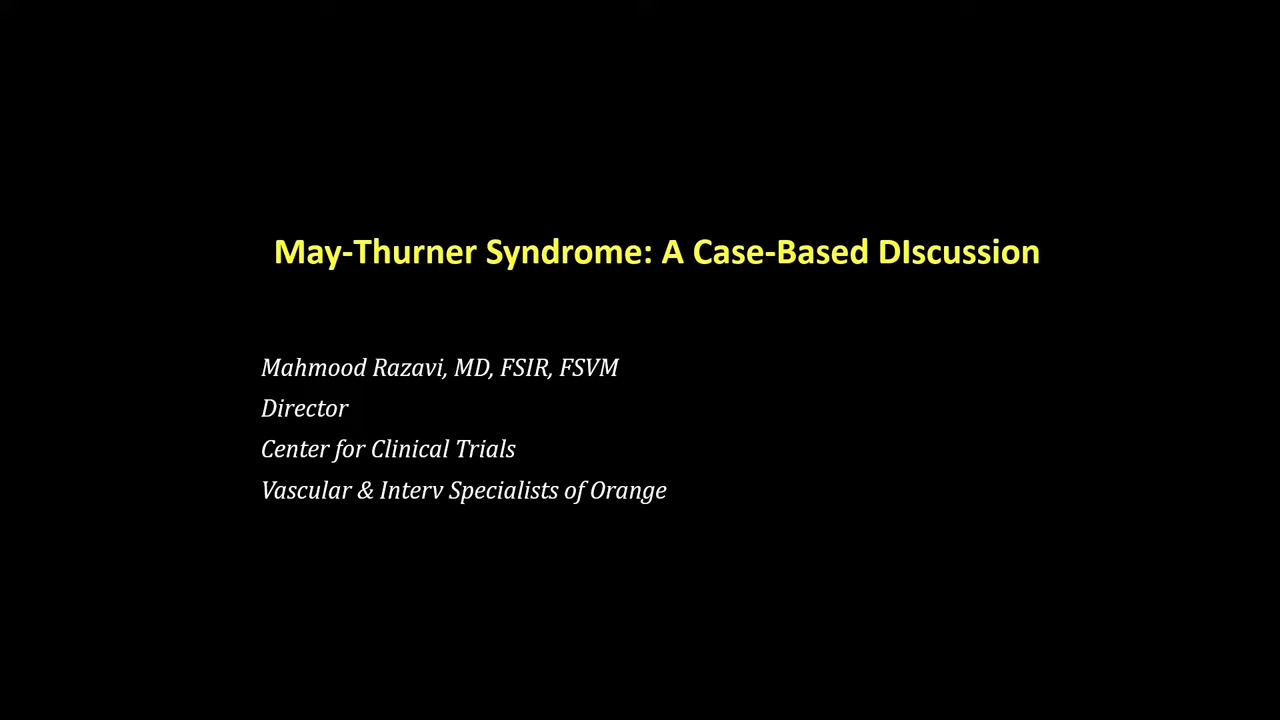 May-Thurner Syndrome: A Case-Based DIscussion
Mahmood Razavi, MD, FSIR, FSVM
Director
Center for Clinical Trials
Vascular & Interv Specialists of Orange